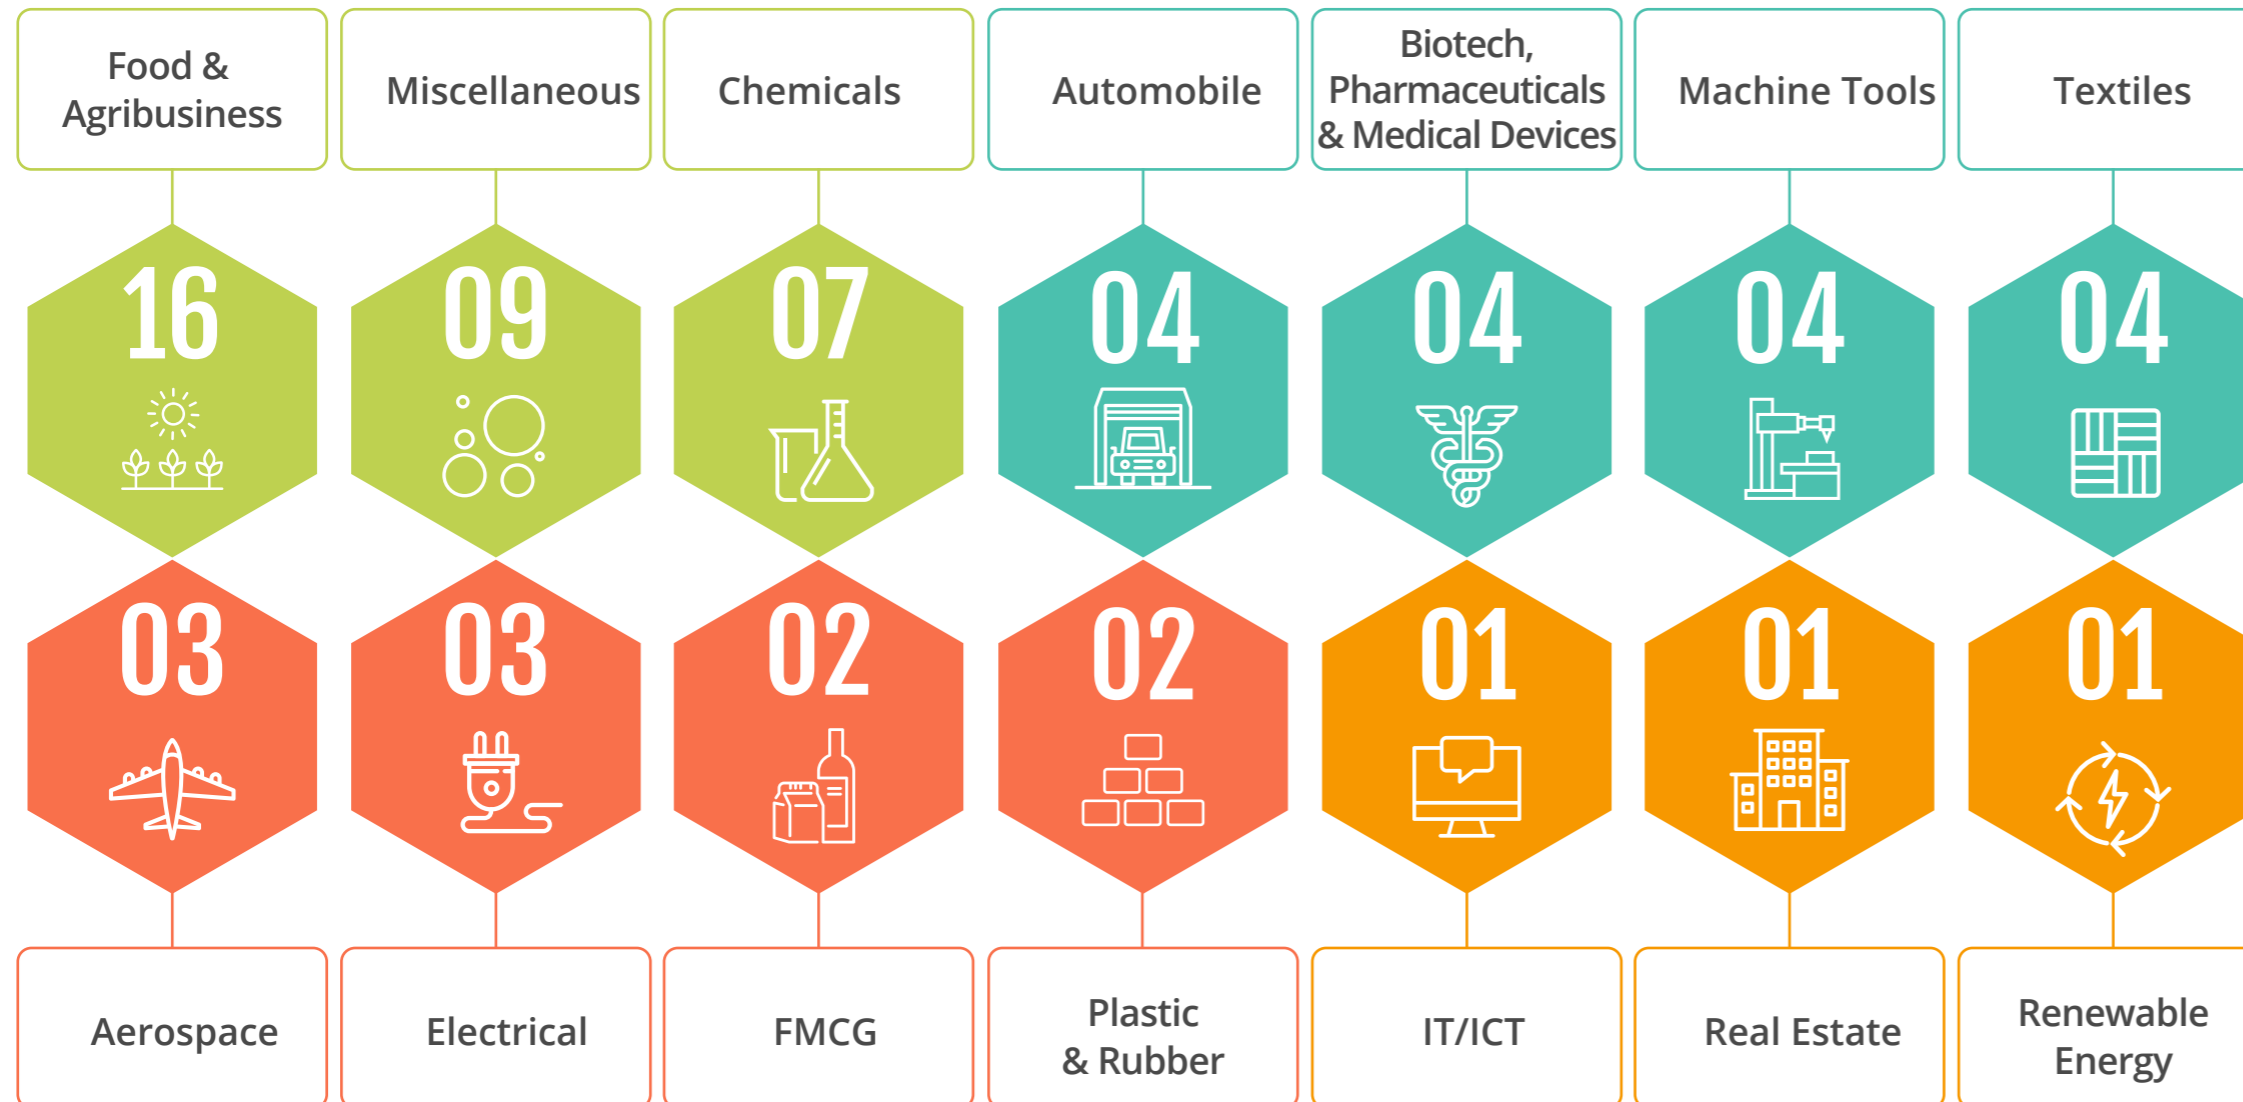 Food &
Agribusiness
Miscellaneous
Chemicals
Automobile
Biotech,
Pharmaceuticals
& Medical Devices
Machine Tools
Textiles
16
09
07
04
04
04
04
03
03
02
02
01
01
01
Aerospace
Electrical
FMCG
Plastic
& Rubber
IT/ICT
Real Estate
Renewable
Energy